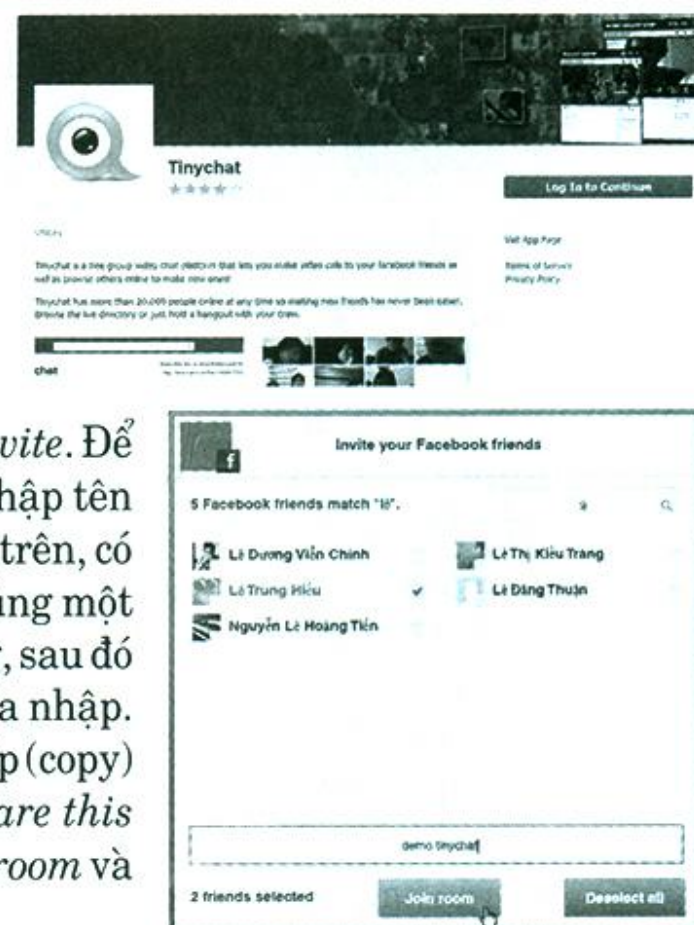 Tinychat
Log In to Continue
Utilities
Visit App Page
Tinychat is a free group video chat platform that lets you make video calls to your facebook friends as
well as browse others online to make new ones!
Terms of Service
Privacy Policy
Tinychat has more than 20,000 people online at any time so making new friends has never been easier.
Browse the live directory or just hold a hangout with your crew.
chat
vite. Để
hập tên
trên, có
ùng một
, sau đó
a nhập.
p (copy)
are this
room và
Invite your Facebook friends
5 Facebook friends match "lê".
Lê Dương Viễn Chinh
Lê Thị Kiều Trang
Lê Trung Hiếu
Lê Đăng Thuận
Nguyễn Lê Hoàng Tiến
demo tinychat
2 friends selected
Join room
Deselect all